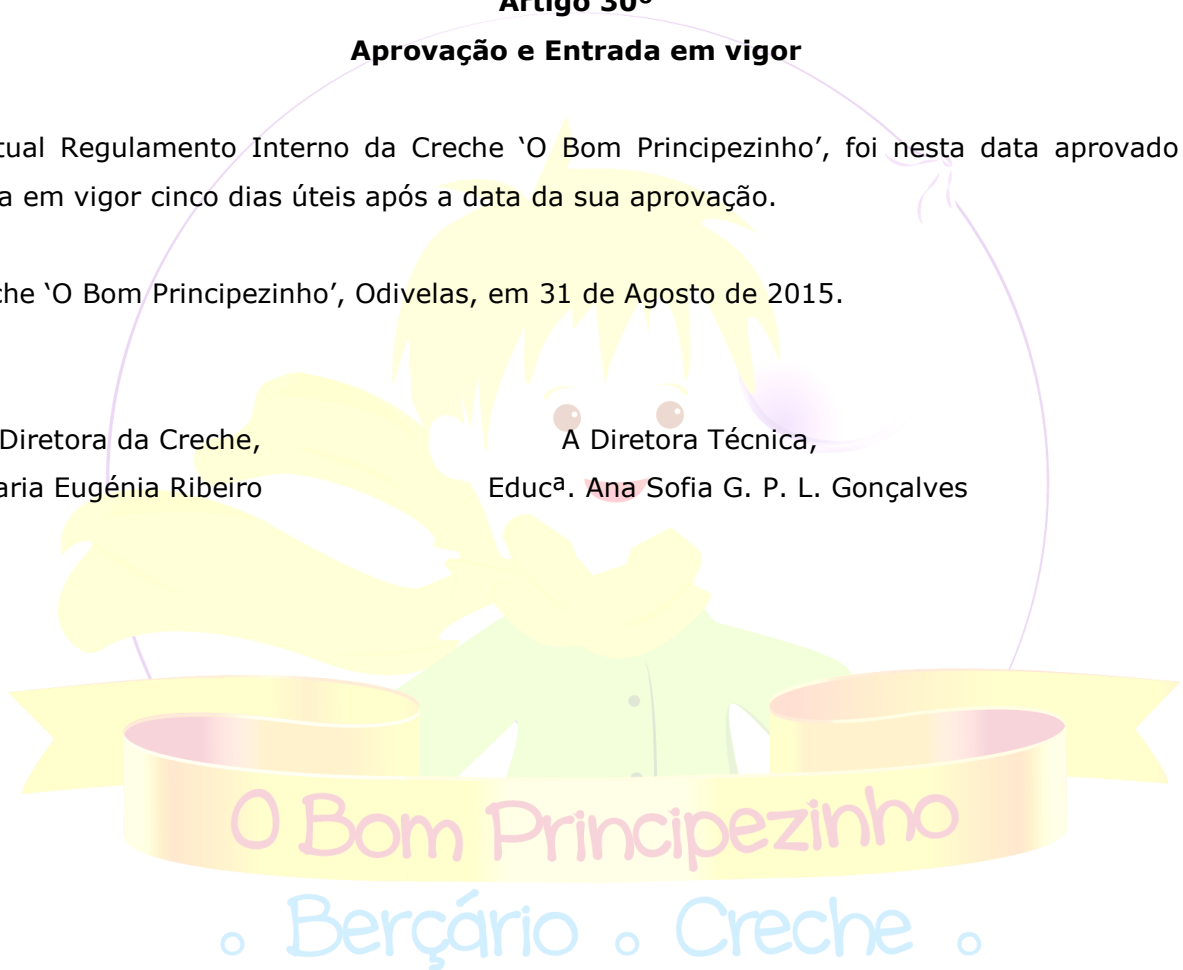 Artigo 30º
Aprovação e Entrada em vigor
tual Regulamento Interno da Creche ‘O Bom Principezinho’, foi nesta data aprovado
a em vigor cinco dias úteis após a data da sua aprovação.
che ‘O Bom Principezinho’, Odivelas, em 31 de Agosto de 2015.
Diretora da Creche, A Diretora Técnica,
aria Eugénia Ribeiro Educª. Ana Sofia G. P. L. Gonçalves
O Bom Principezinho
. Berçário . Creche .